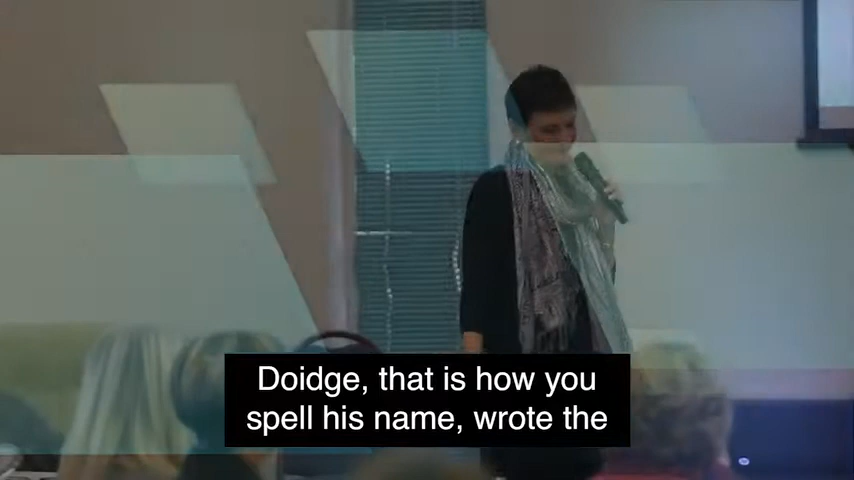 Doidge, that is how you
spell his name, wrote the